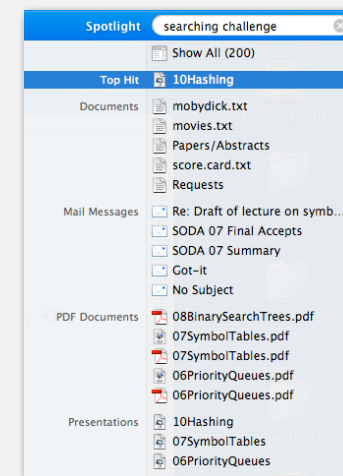 Spotlight searching challenge
Show All (200)
Top Hit 10Hashing
Documents mobydick.txt
movies.txt
Papers/Abstracts
score.card.txt
Requests
Mail Messages Re: Draft of lecture on symb...
SODA 07 Final Accepts
SODA 07 Summary
Got-it
No Subject
PDF Documents 08BinarySearchTrees.pdf
07SymbolTables.pdf
07SymbolTables.pdf
06PriorityQueues.pdf
06PriorityQueues.pdf
Presentations 10Hashing
07SymbolTables
06PriorityQueues